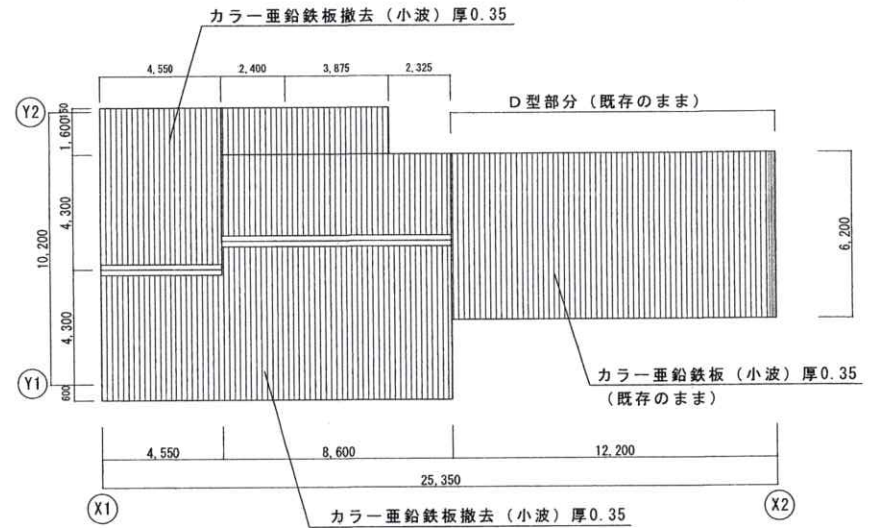 カラー亜鉛鉄板撤去(小波)厚0.35
4,550
2,400
3,875
2,325
D型部分(既存のまま)
Y2
150
1,600
4,300
10,200
4,300
600
Y1
6,200
カラー亜鉛鉄板(小波)厚0.35
(既存のまま)
4,550
8,600
12,200
25,350
X1
X2
カラー亜鉛鉄板撤去(小波)厚0.35